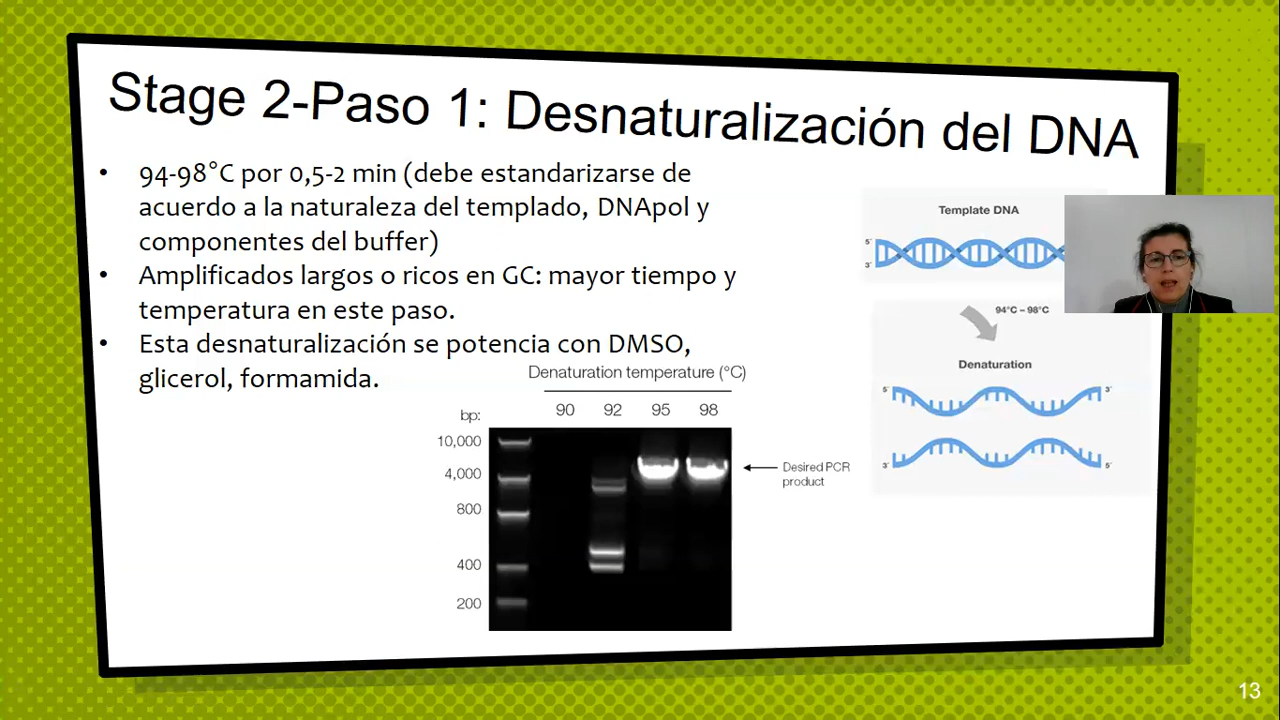 Stage 2-Paso 1: Desnaturalización del DNA
• 94-98°C por 0,5-2 min (debe estandarizarse de
acuerdo a la naturaleza del templado, DNApol y
componentes del buffer)
• Amplificados largos o ricos en GC: mayor tiempo y
temperatura en este paso.
• Esta desnaturalización se potencia con DMSO,
glicerol, formamida.
Denaturation temperature (°C)
bp: 90 92 95 98
10,000
4,000
800
400
200
Desired PCR
product
Template DNA
5'
3'
94°C – 98°C
Denaturation
5' 3'
3' 5'
13